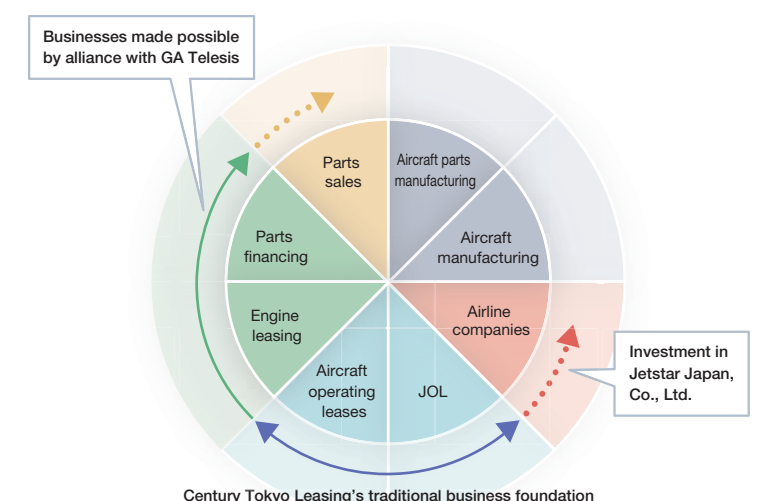 Businesses made possible
by alliance with GA Telesis
Parts
sales
Aircraft parts
manufacturing
Parts
financing
Aircraft
manufacturing
Engine
leasing
Airline
companies
Aircraft
operating
leases
JOL
Investment in
Jetstar Japan,
Co., Ltd.
Century Tokyo Leasing's traditional business foundation